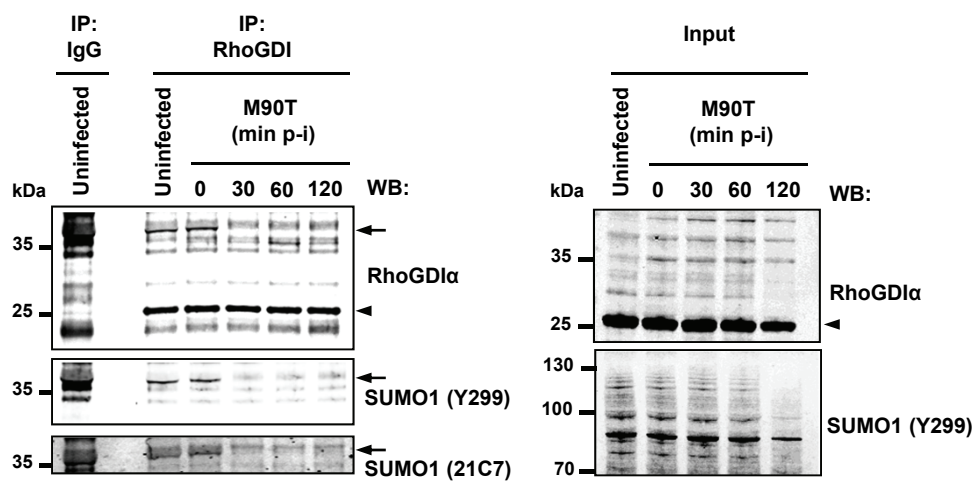 IP:
IgG
IP:
RhoGDI
Input
Uninfected
Uninfected
M90T
(min p-i)
Uninfected
M90T
(min p-i)
kDa
0 30 60 120 WB:
kDa
0 30 60 120 WB:
35
25
RhoGDIα
35
25
RhoGDIα
35
SUMO1 (Y299)
35
SUMO1 (21C7)
130
100
70
SUMO1 (Y299)